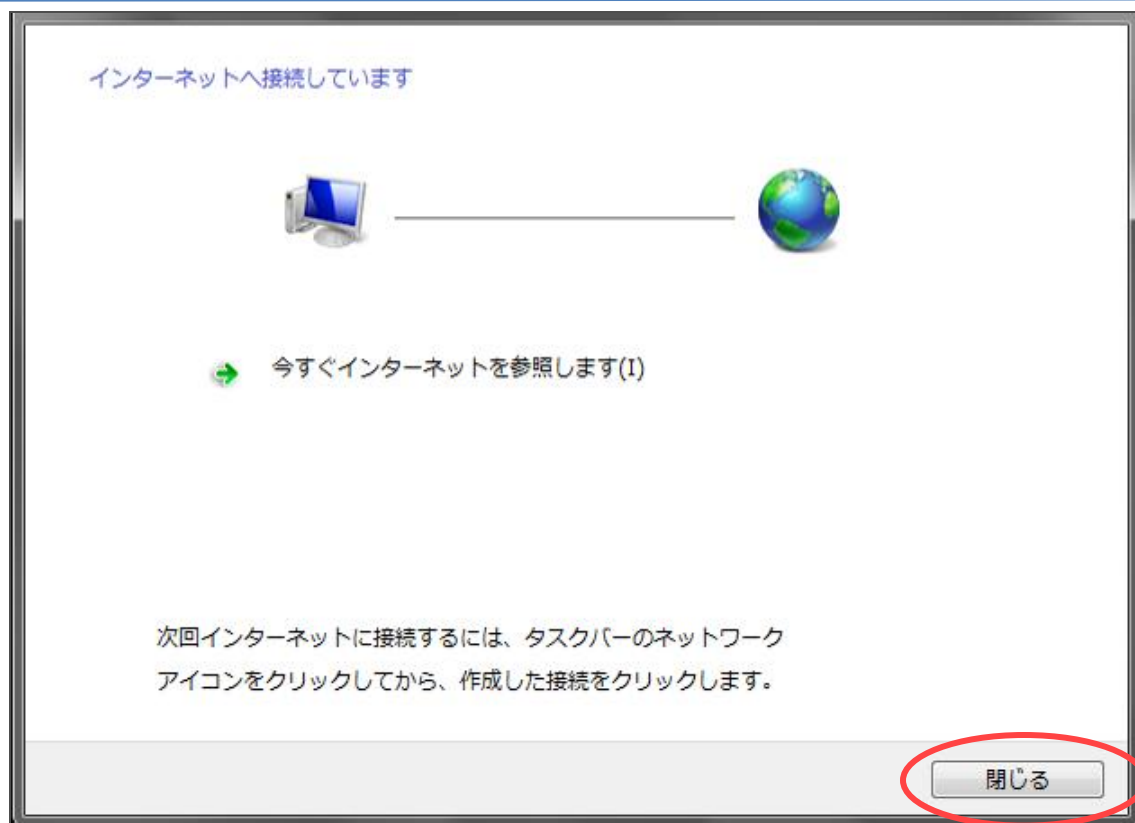 インターネットへ接続しています
今すぐインターネットを参照します(I)
次回インターネットに接続するには、タスクバーのネットワーク
アイコンをクリックしてから、作成した接続をクリックします。
閉じる